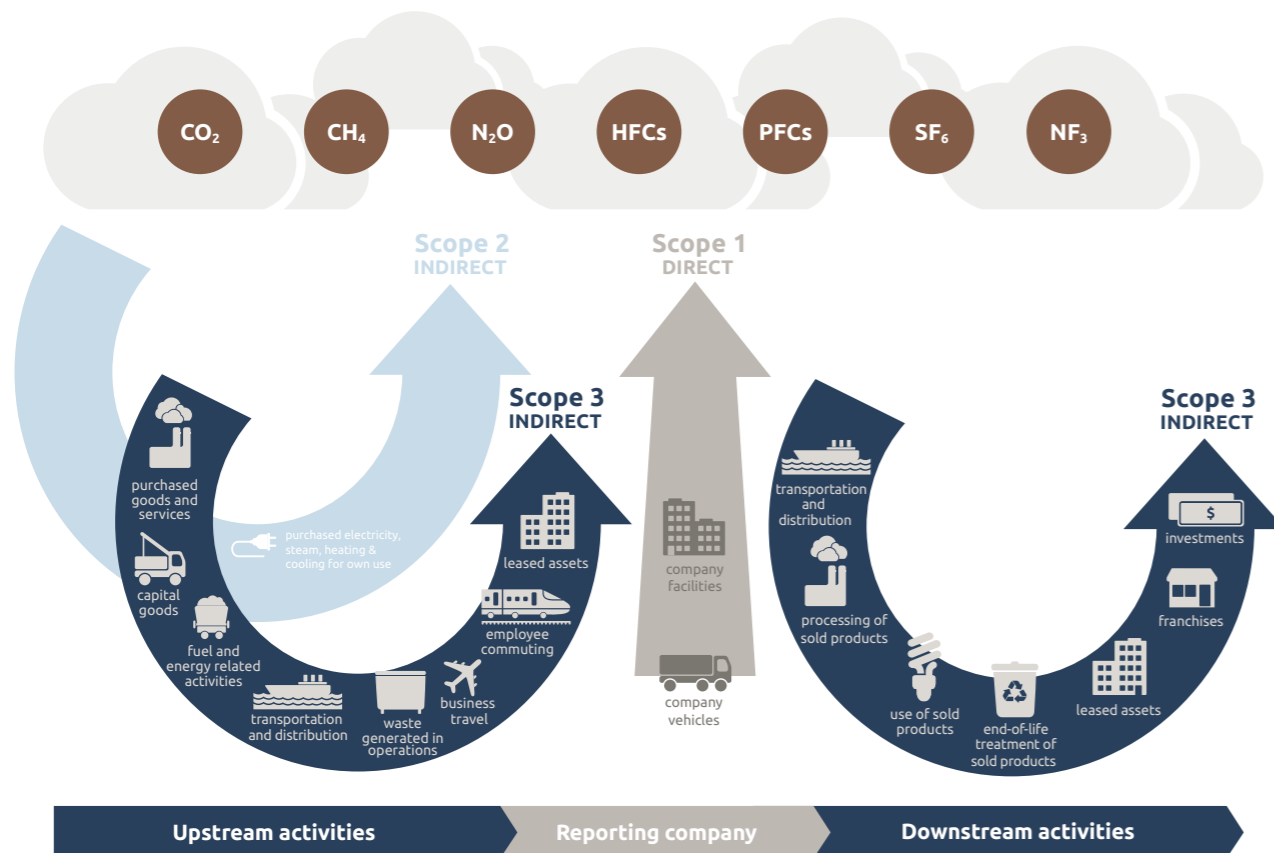 CO₂
CH₄
N₂O
HFCs
PFCs
SF₆
NF₃
Scope 2
INDIRECT
Scope 1
DIRECT
Scope 3
INDIRECT
Scope 3
INDIRECT
purchased
goods and
services
capital
goods
fuel and
energy related
activities
transportation
and distribution
waste
generated in
operations
business
travel
employee
commuting
leased assets
purchased electricity,
steam, heating &
cooling for own use
company
facilities
company
vehicles
transportation
and
distribution
processing of
sold products
use of sold
products
end-of-life
treatment of
sold products
leased assets
franchises
$
investments
Upstream activities
Reporting company
Downstream activities